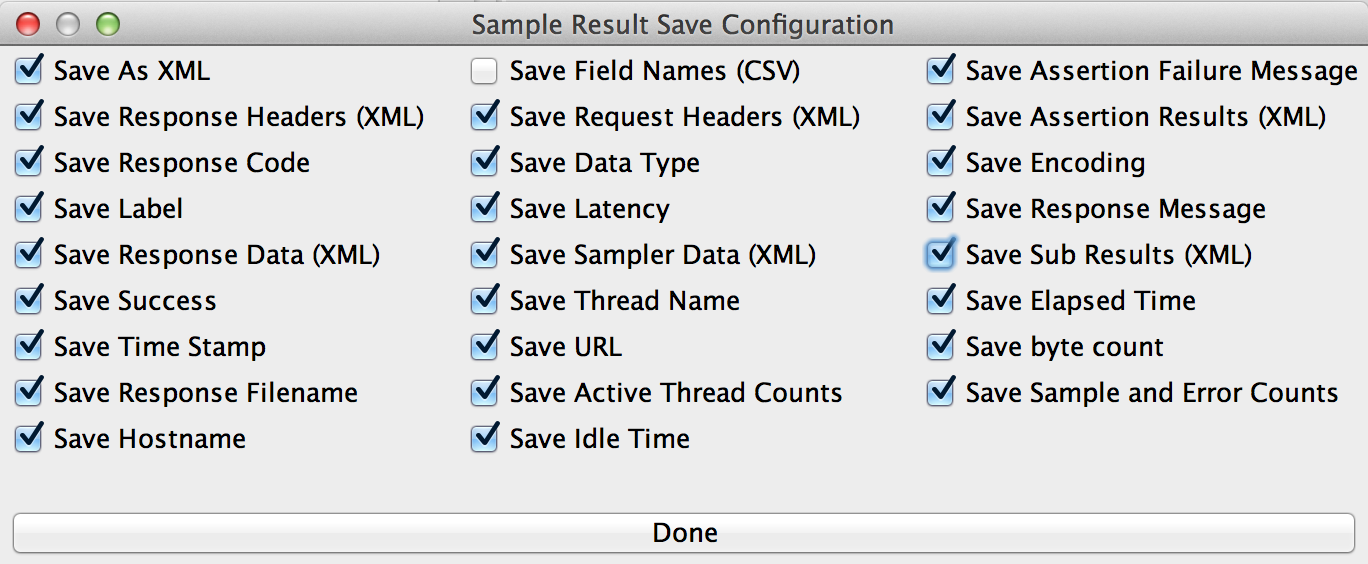 Sample Result Save Configuration
Save As XML
Save Field Names (CSV)
Save Assertion Failure Message
Save Response Headers (XML)
Save Request Headers (XML)
Save Assertion Results (XML)
Save Response Code
Save Data Type
Save Encoding
Save Label
Save Latency
Save Response Message
Save Response Data (XML)
Save Sampler Data (XML)
Save Sub Results (XML)
Save Success
Save Thread Name
Save Elapsed Time
Save Time Stamp
Save URL
Save byte count
Save Response Filename
Save Active Thread Counts
Save Sample and Error Counts
Save Hostname
Save Idle Time
Done